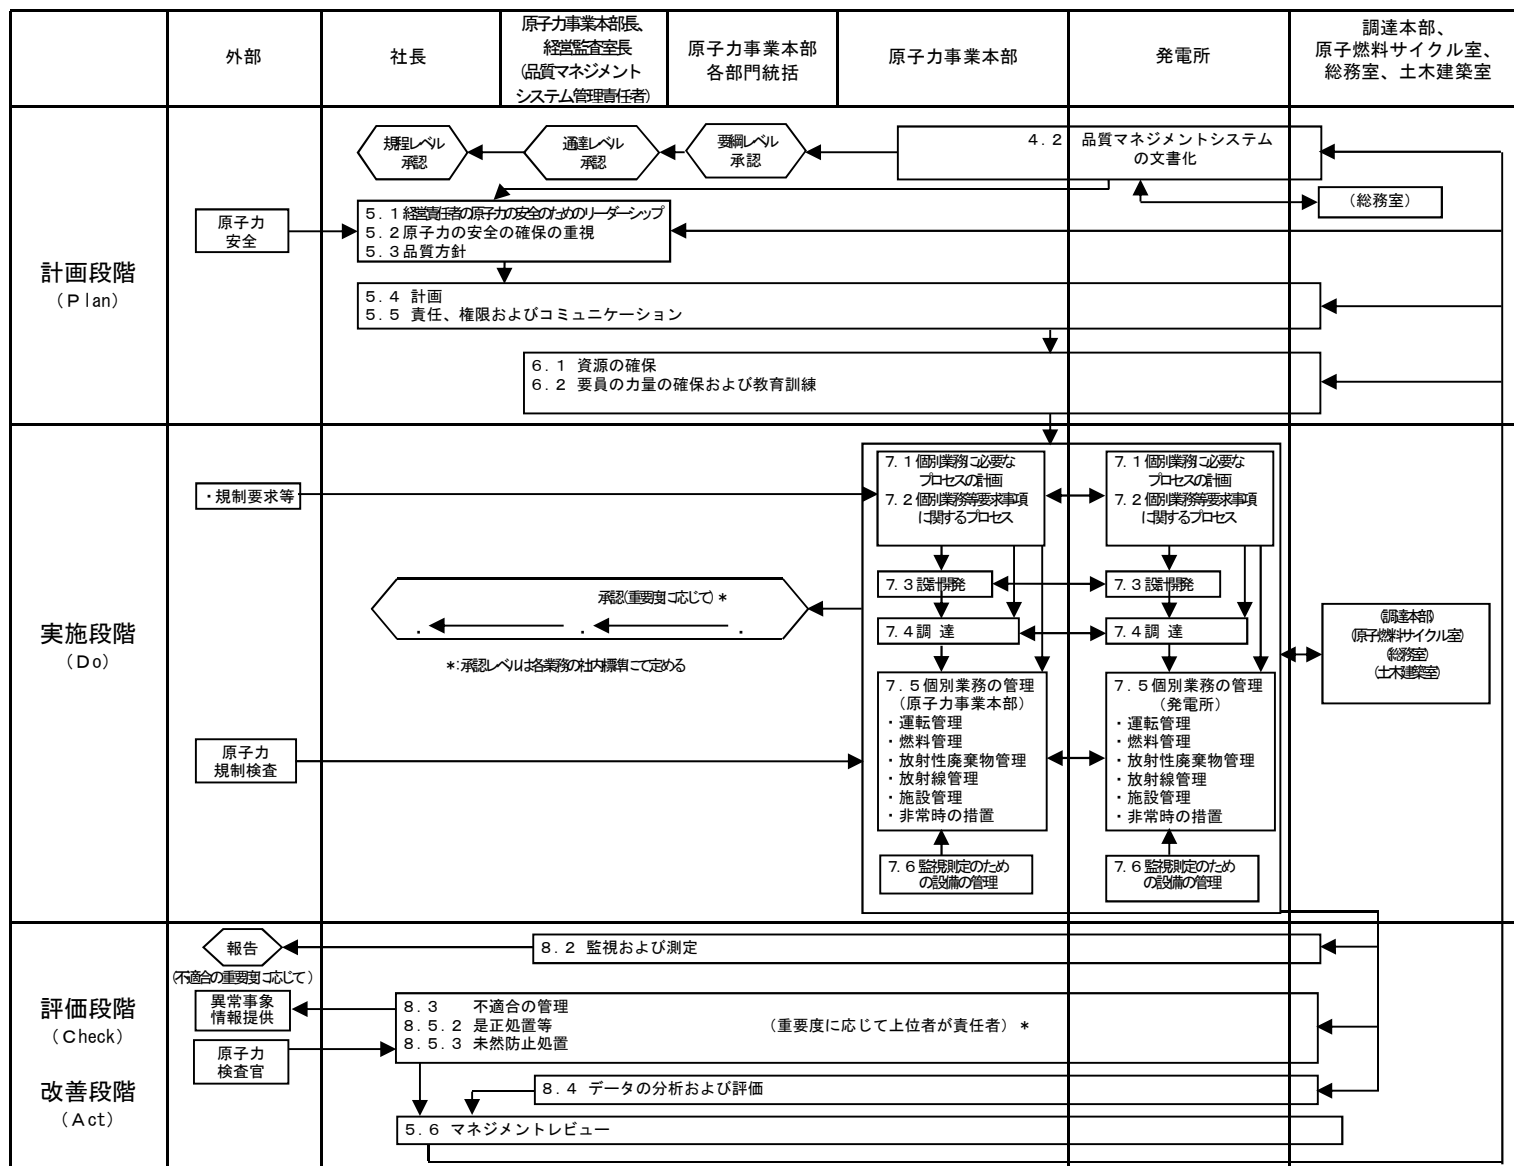 外部
社長
原子力事業本部長、
経営監査室長
(品質マネジメント
システム管理責任者)
原子力事業本部
各部門統括
原子力事業本部
発電所
調達本部、
原子燃料サイクル室、
総務室、土木建築室
計画段階
(Plan)
規程レベル
承認
通達レベル
承認
要綱レベル
承認
4.2 品質マネジメントシステム
の文書化
(総務室)
原子力
安全
5.1経営責任者の原子力の安全のためのリーダーシップ
5.2原子力の安全の確保の重視
5.3品質方針
5.4 計画
5.5 責任、権限およびコミュニケーション
6.1 資源の確保
6.2 要員の力量の確保および教育訓練
実施段階
(Do)
・規制要求等
7.1個別業務に必要な
プロセスの計画
7.2個別業務等要求事項
に関するプロセス
7.1個別業務に必要な
プロセスの計画
7.2個別業務等要求事項
に関するプロセス
7.3設計開発
7.3設計開発
承認(重要度に応じて)*
*:承認レベルは各業務の社内標準にて定める
7.4調 達
7.4調 達
(調達本部)
(原子燃料サイクル室)
(総務室)
(土木建築室)
原子力
規制検査
7.5個別業務の管理
(原子力事業本部)
・運転管理
・燃料管理
・放射性廃棄物管理
・放射線管理
・施設管理
・非常時の措置
7.5個別業務の管理
(発電所)
・運転管理
・燃料管理
・放射性廃棄物管理
・放射線管理
・施設管理
・非常時の措置
7.6監視測定のため
の設備の管理
7.6監視測定のため
の設備の管理
評価段階
(Check)
改善段階
(Act)
報告
(不適合の重要度に応じて)
8.2 監視および測定
異常事象
情報提供
原子力
検査官
8.3 不適合の管理
8.5.2 是正処置等 (重要度に応じて上位者が責任者)*
8.5.3 未然防止処置
8.4 データの分析および評価
5.6 マネジメントレビュー